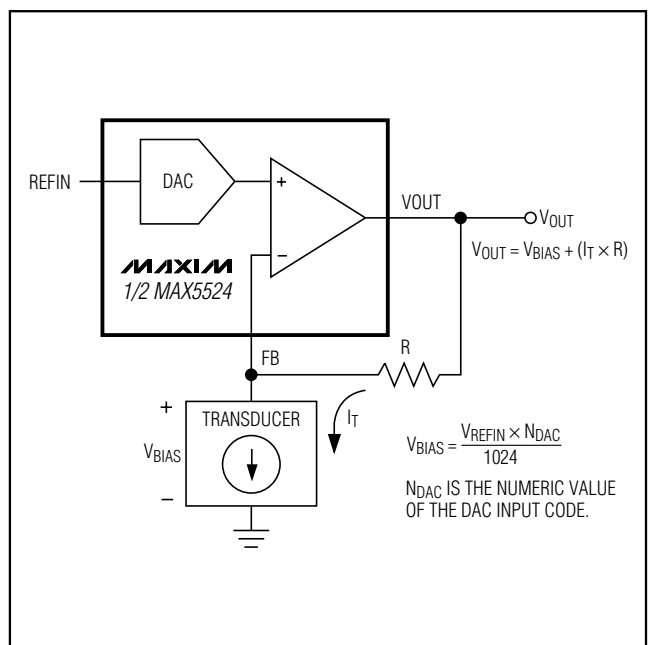 REFIN
DAC
+
−
MAXIM
1/2 MAX5524
VOUT
VOUT
VOUT = VBIAS + (IT × R)
FB
R
+
TRANSDUCER
IT
VBIAS
−
VBIAS = VREFIN × NDAC
1024
NDAC IS THE NUMERIC VALUE
OF THE DAC INPUT CODE.